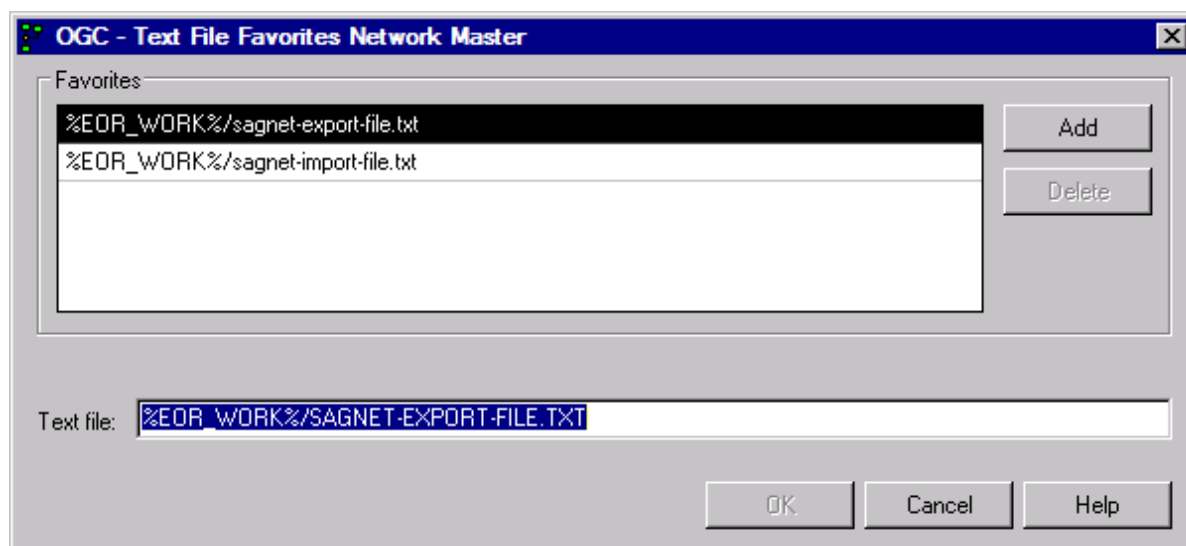 OGC - Text File Favorites Network Master
Favorites
%EOR_WORK%/sagnet-export-file.txt
%EOR_WORK%/sagnet-import-file.txt
Add
Delete
Text file: %EOR_WORK%/SAGNET-EXPORT-FILE.TXT
OK Cancel Help